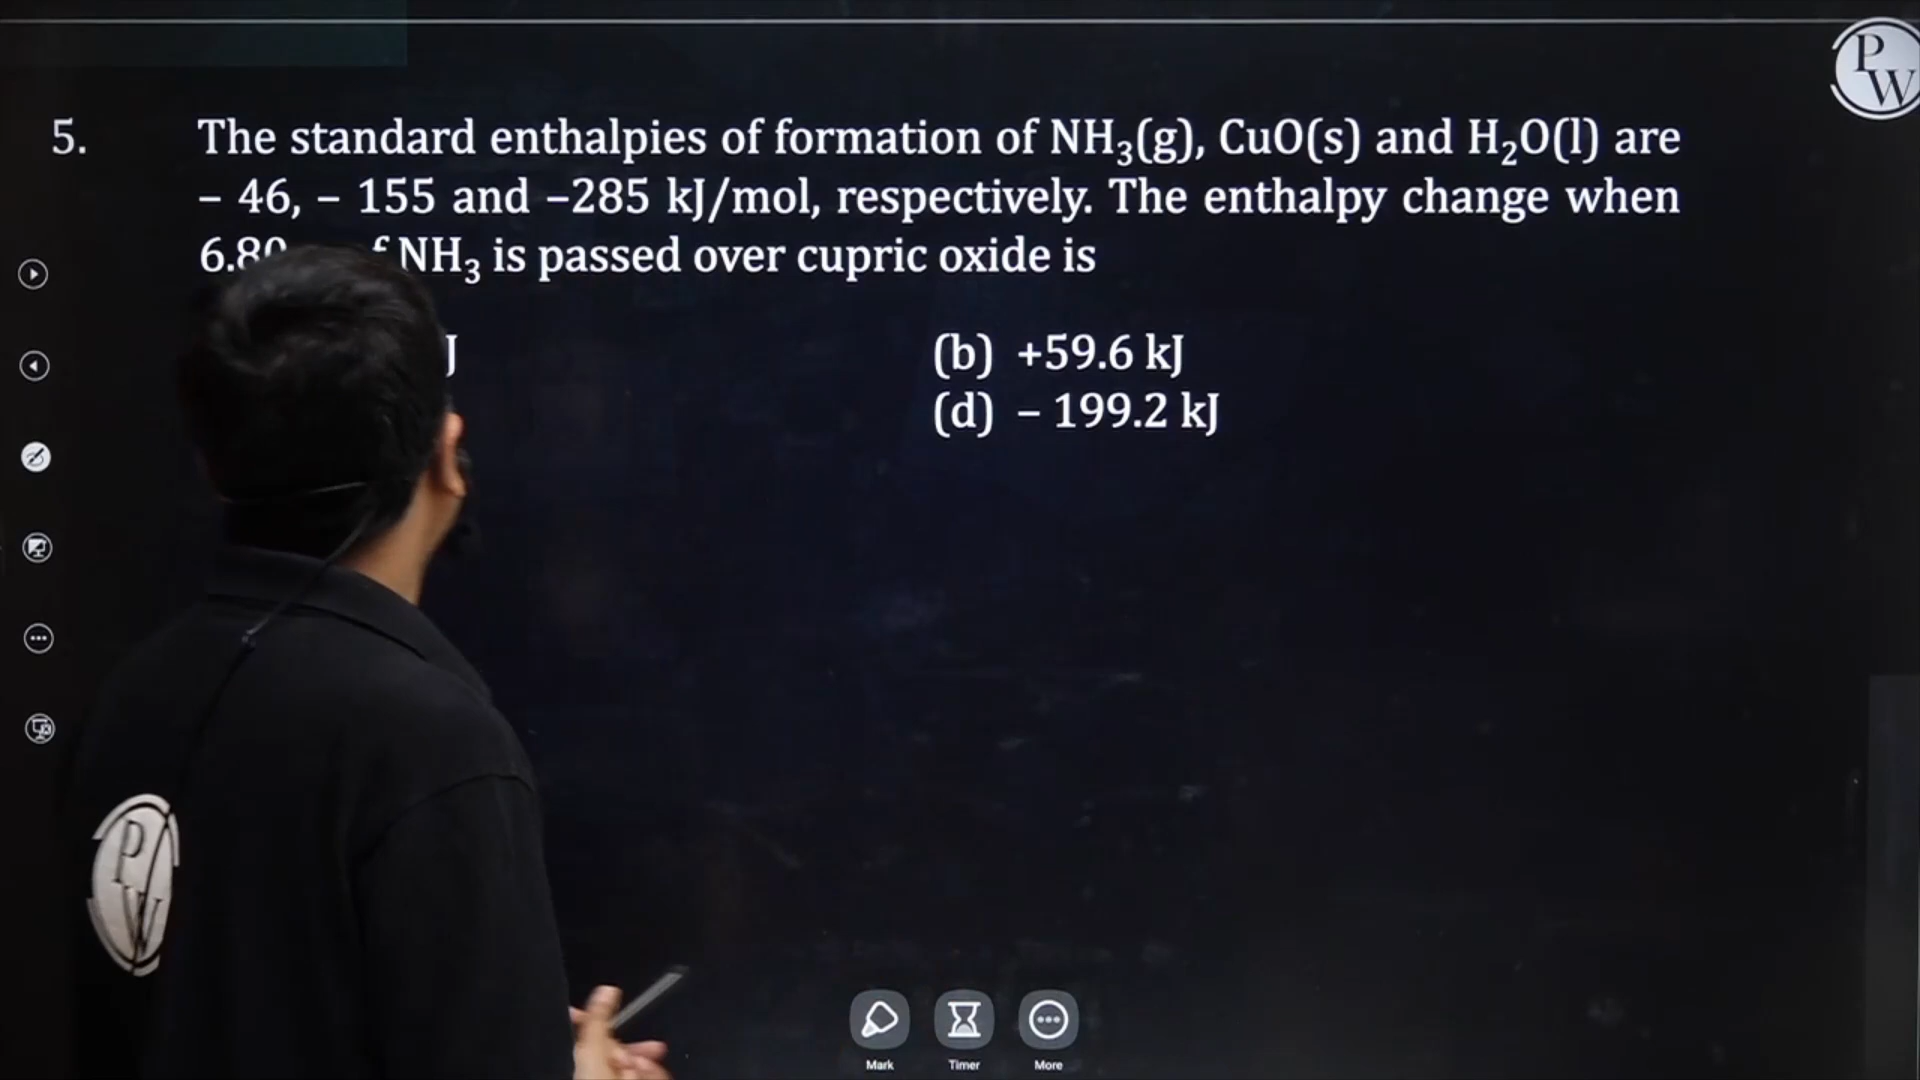 P
W
5.
The standard enthalpies of formation of NH₃(g), CuO(s) and H₂O(l) are
– 46, – 155 and –285 kJ/mol, respectively. The enthalpy change when
6.80 NH₃ is passed over cupric oxide is
J
(b) +59.6 kJ
(d) – 199.2 kJ
P
W
Mark
Timer
More